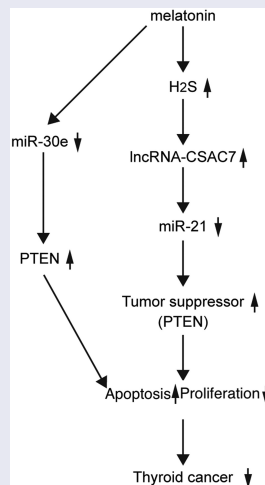 melatonin
H2S
miR-30e
lncRNA-CSAC7
miR-21
PTEN
Tumor suppressor
(PTEN)
Apoptosis Proliferation
Thyroid cancer